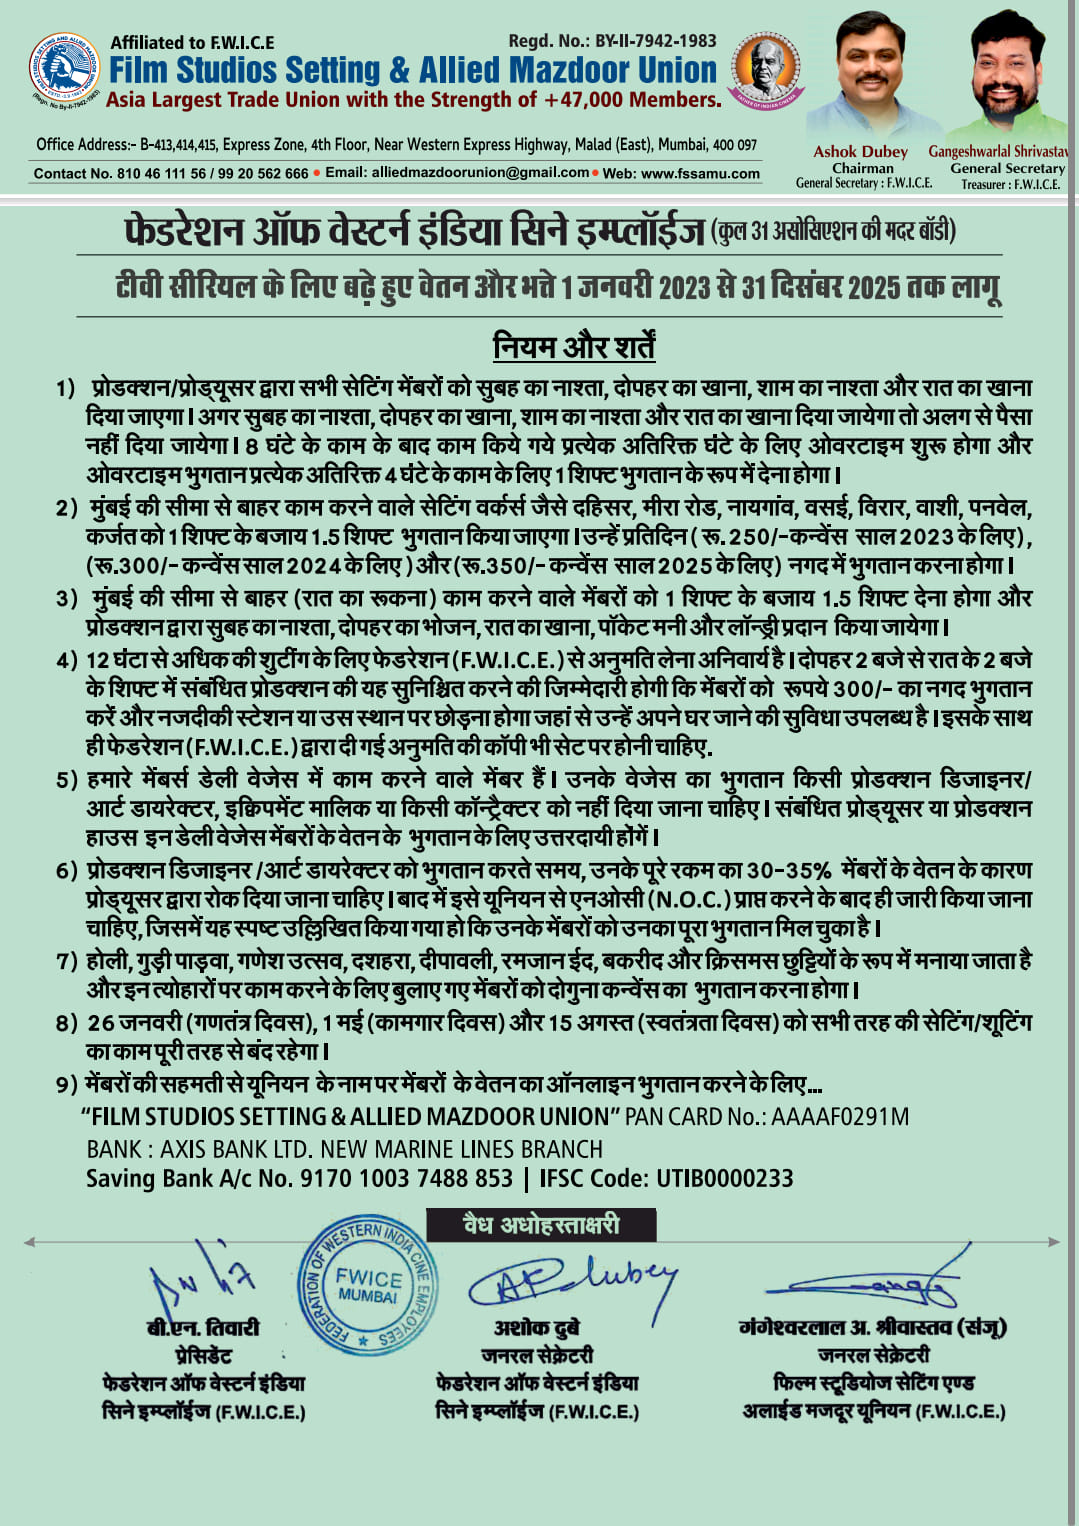 Affiliated to F.W.I.C.E
Regd. No.: BY-II-7942-1983
Film Studios Setting & Allied Mazdoor Union
Asia Largest Trade Union with the Strength of +47,000 Members.
Office Address:- B-413,414,415, Express Zone, 4th Floor, Near Western Express Highway, Malad (East), Mumbai, 400 097
Contact No. 810 46 111 56 / 99 20 562 666 • Email: alliedmazdoorunion@gmail.com • Web: www.fssamu.com
FATHER OF INDIAN CINEMA
Ashok Dubey
Chairman
General Secretary : F.W.I.C.E.
Gangeshwarlal Shrivastav
General Secretary
Treasurer : F.W.I.C.E.
फेडरेशन ऑफ वेस्टर्न इंडिया सिने इम्प्लॉईज (कुल 31 असोसिएशन की मदर बॉडी)
टीवी सीरियल के लिए बढ़े हुए वेतन और भत्ते 1 जनवरी 2023 से 31 दिसंबर 2025 तक लागू
नियम और शर्तें
1) प्रोडक्शन/प्रोड्यूसर द्वारा सभी सेटिंग मेंबरों को सुबह का नाश्ता, दोपहर का खाना, शाम का नाश्ता और रात का खाना
दिया जाएगा। अगर सुबह का नाश्ता, दोपहर का खाना, शाम का नाश्ता और रात का खाना दिया जायेगा तो अलग से पैसा
नहीं दिया जायेगा। 8 घंटे के काम के बाद काम किये गये प्रत्येक अतिरिक्त घंटे के लिए ओवरटाइम शुरू होगा और
ओवरटाइम भुगतान प्रत्येक अतिरिक्त 4 घंटे के काम के लिए 1 शिफ्ट भुगतान के रूप में देना होगा।
2) मुंबई की सीमा से बाहर काम करने वाले सेटिंग वर्कर्स जैसे दहिसर, मीरा रोड, नायगांव, वसई, विरार, वाशी, पनवेल,
कर्जत को 1 शिफ्ट के बजाय 1.5 शिफ्ट भुगतान किया जाएगा। उन्हें प्रतिदिन ( रू. 250/-कन्वेंस साल 2023 के लिए) ,
(रू.300/- कन्वेंस साल 2024 के लिए ) और (रू.350/- कन्वेंस साल 2025 के लिए) नगद में भुगतान करना होगा।
3) मुंबई की सीमा से बाहर (रात का रूकना) काम करने वाले मेंबरों को 1 शिफ्ट के बजाय 1.5 शिफ्ट देना होगा और
प्रोडक्शन द्वारा सुबह का नाश्ता, दोपहर का भोजन, रात का खाना, पॉकेट मनी और लॉन्ड्री प्रदान किया जायेगा।
4) 12 घंटा से अधिक की शुटींग के लिए फेडरेशन (F.W.I.C.E.) से अनुमति लेना अनिवार्य है। दोपहर 2 बजे से रात के 2 बजे
के शिफ्ट में संबंधित प्रोडक्शन की यह सुनिश्चित करने की जिम्मेदारी होगी कि मेंबरों को रूपये 300/- का नगद भुगतान
करें और नजदीकी स्टेशन या उस स्थान पर छोड़ना होगा जहां से उन्हें अपने घर जाने की सुविधा उपलब्ध है। इसके साथ
ही फेडरेशन (F.W.I.C.E.) द्वारा दी गई अनुमति की कॉपी भी सेट पर होनी चाहिए.
5) हमारे मेंबर्स डेली वेजेस में काम करने वाले मेंबर हैं। उनके वेजेस का भुगतान किसी प्रोडक्शन डिजाइनर/
आर्ट डायरेक्टर, इक्विपमेंट मालिक या किसी कॉन्ट्रैक्टर को नहीं दिया जाना चाहिए। संबंधित प्रोड्यूसर या प्रोडक्शन
हाउस इन डेली वेजेस मेंबरों के वेतन के भुगतान के लिए उत्तरदायी होंगें।
6) प्रोडक्शन डिजाइनर /आर्ट डायरेक्टर को भुगतान करते समय, उनके पूरे रकम का 30-35% मेंबरों के वेतन के कारण
प्रोड्यूसर द्वारा रोक दिया जाना चाहिए। बाद में इसे यूनियन से एनओसी (N.O.C.) प्राप्त करने के बाद ही जारी किया जाना
चाहिए, जिसमें यह स्पष्ट उल्लिखित किया गया हो कि उनके मेंबरों को उनका पूरा भुगतान मिल चुका है।
7) होली, गुड़ी पाड़वा, गणेश उत्सव, दशहरा, दीपावली, रमजान ईद, बकरीद और क्रिसमस छुट्टियों के रूप में मनाया जाता है
और इन त्योहारों पर काम करने के लिए बुलाए गए मेंबरों को दोगुना कन्वेंस का भुगतान करना होगा।
8) 26 जनवरी (गणतंत्र दिवस), 1 मई (कामगार दिवस) और 15 अगस्त (स्वतंत्रता दिवस) को सभी तरह की सेटिंग/शूटिंग
का काम पूरी तरह से बंद रहेगा।
9) मेंबरों की सहमती से यूनियन के नाम पर मेंबरों के वेतन का ऑनलाइन भुगतान करने के लिए...
"FILM STUDIOS SETTING & ALLIED MAZDOOR UNION" PAN CARD No.: AAAAF0291M
BANK : AXIS BANK LTD. NEW MARINE LINES BRANCH
Saving Bank A/c No. 9170 1003 7488 853 | IFSC Code: UTIB0000233
वैध अधोहस्ताक्षरी
FEDERATION OF WESTERN INDIA CINE EMPLOYEES
FWICE
MUMBAI
बी.एन. तिवारी
प्रेसिडेंट
फेडरेशन ऑफ वेस्टर्न इंडिया
सिने इम्प्लॉईज (F.W.I.C.E.)
अशोक दुबे
जनरल सेक्रेटरी
फेडरेशन ऑफ वेस्टर्न इंडिया
सिने इम्प्लॉईज (F.W.I.C.E.)
गंगेश्वरलाल अ. श्रीवास्तव (संजू)
जनरल सेक्रेटरी
फिल्म स्टूडियोज सेटिंग एण्ड
अलाईड मजदूर यूनियन (F.W.I.C.E.)